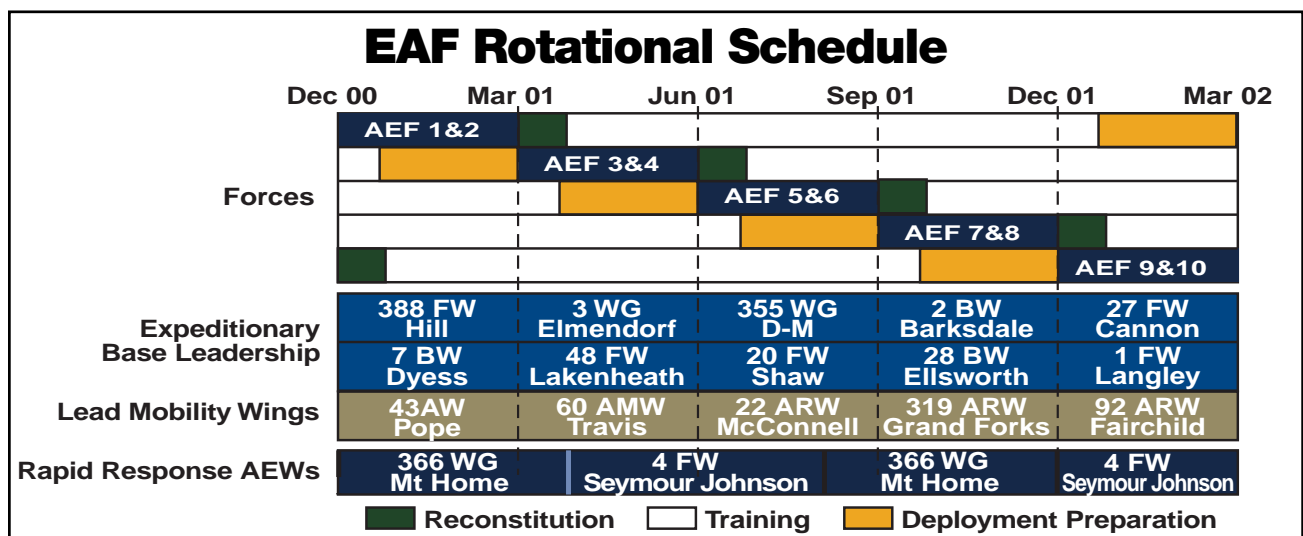 EAF Rotational Schedule
Dec 00 Mar 01 Jun 01 Sep 01 Dec 01 Mar 02
AEF 1&2
AEF 3&4
Forces
AEF 5&6
AEF 7&8
AEF 9&10
Expeditionary
Base Leadership
388 FW 3 WG 355 WG 2 BW 27 FW
Hill Elmendorf D-M Barksdale Cannon
7 BW 48 FW 20 FW 28 BW 1 FW
Dyess Lakenheath Shaw Ellsworth Langley
Lead Mobility Wings
43AW 60 AMW 22 ARW 319 ARW 92 ARW
Pope Travis McConnell Grand Forks Fairchild
Rapid Response AEWs
366 WG 4 FW 366 WG 4 FW
Mt Home Seymour Johnson Mt Home Seymour Johnson
Reconstitution Training Deployment Preparation